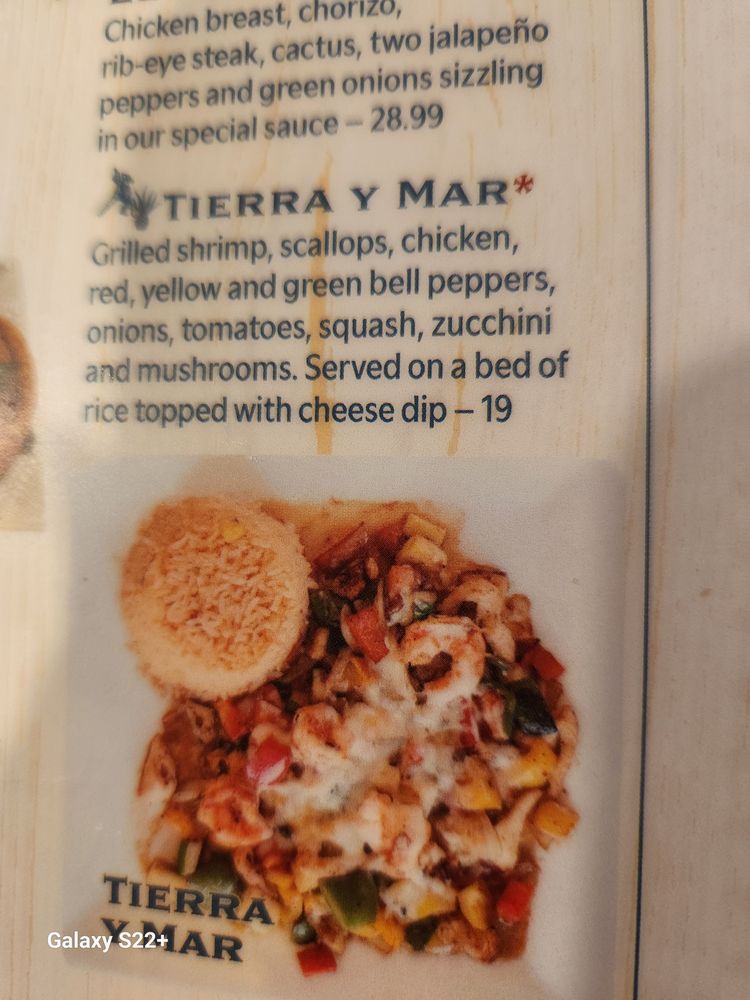 Chicken breast, chorizo,
rib-eye steak, cactus, two jalapeño
peppers and green onions sizzling
in our special sauce – 28.99
TIERRA Y MAR*
Grilled shrimp, scallops, chicken,
red, yellow and green bell peppers,
onions, tomatoes, squash, zucchini
and mushrooms. Served on a bed of
rice topped with cheese dip – 19
TIERRA
Y MAR
Galaxy S22+